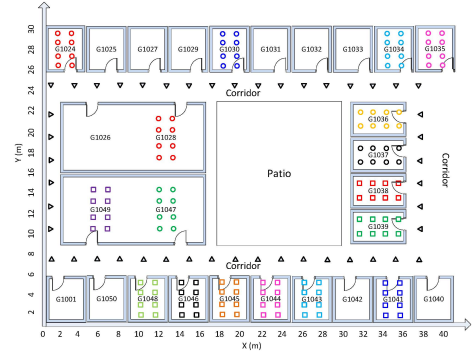 30
28
26
24
22
20
18
16
14
12
10
8
6
4
2
Y (m)
G1024 G1025 G1027 G1029 G1030 G1031 G1032 G1033 G1034 G1035
Corridor
G1026 G1028
G1036
G1037
Patio
Corridor
G1038
G1049 G1047
G1039
Corridor
G1001 G1050 G1048 G1046 G1045 G1044 G1043 G1042 G1041 G1040
0 2 4 6 8 10 12 14 16 18 20 22 24 26 28 30 32 34 36 38 40
X (m)